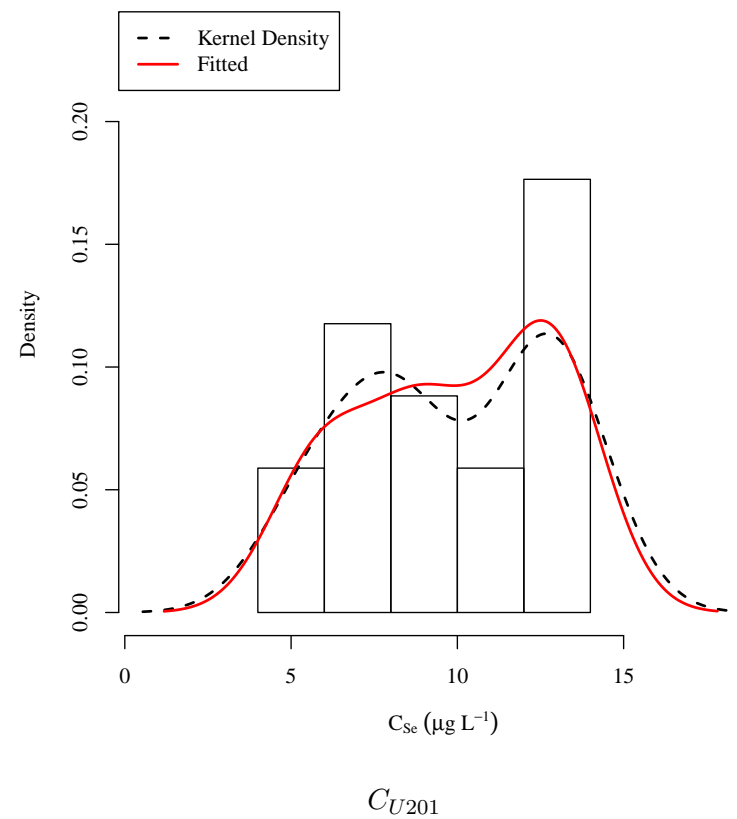 Kernel Density
Fitted
0.20
0.15
0.10
0.05
0.00
Density
0 5 10 15
C_Se (μg L⁻¹)
C_U201